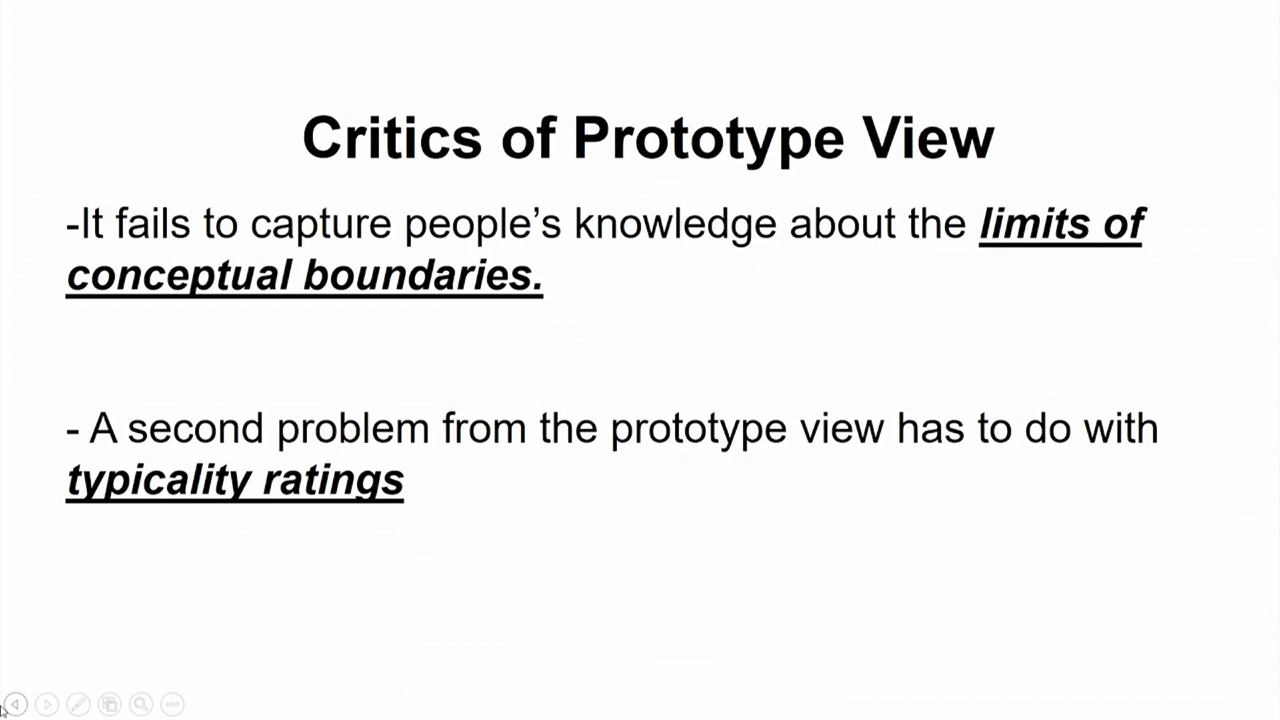 Critics of Prototype View
-It fails to capture people’s knowledge about the limits of
conceptual boundaries.
- A second problem from the prototype view has to do with
typicality ratings